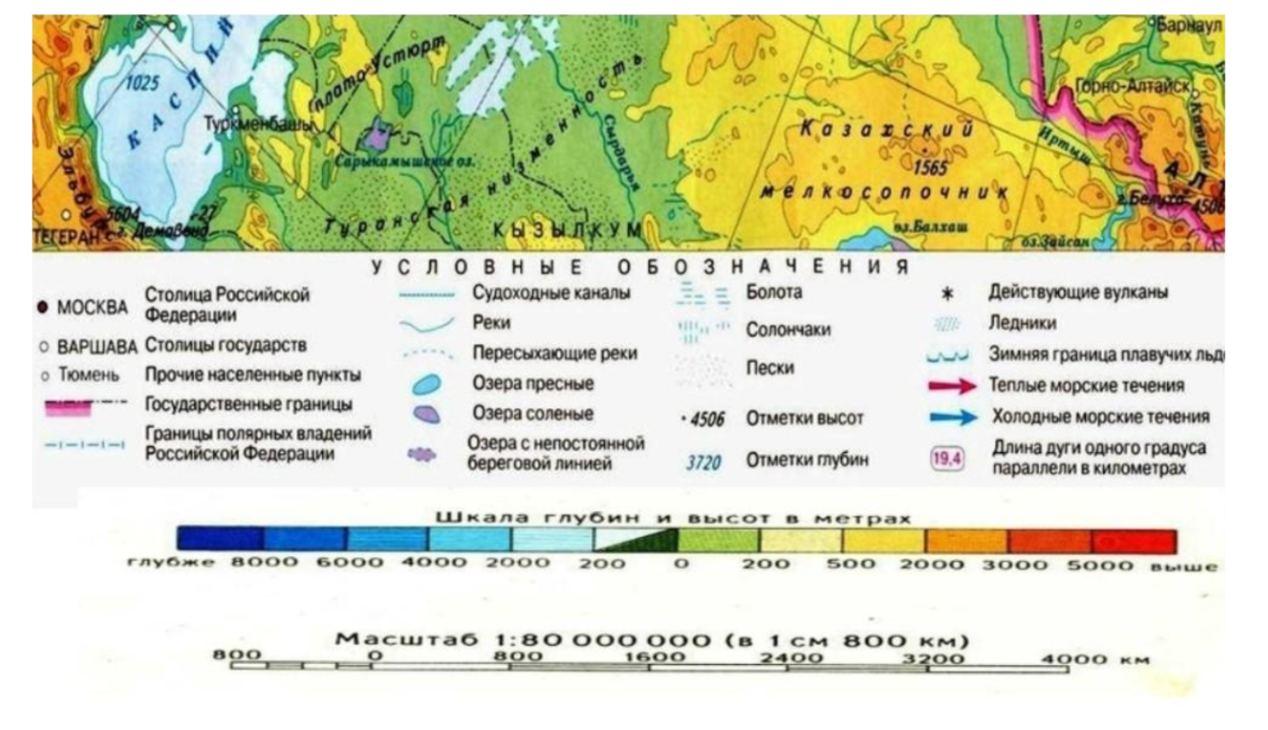 Барнаул
1025
КАСПИЙ
плато Устюрт
Горно-Алтайск
Катунь
Туркменбашы
Сарыкамышское оз.
Туранская низменность
Сырдарья
Казахский
1565
мелкосопочник
Иртыш
АЛТ
г.Белуха
4506
Эльбу
5604
г. Демавенд
-27
ТЕГЕРАН
КЫЗЫЛКУМ
оз.Балхаш
оз.Зайсан
УСЛОВНЫЕ ОБОЗНАЧЕНИЯ
МОСКВА Столица Российской
Федерации
ВАРШАВА Столицы государств
Тюмень Прочие населенные пункты
Государственные границы
Границы полярных владений
Российской Федерации
Судоходные каналы
Реки
Пересыхающие реки
Озера пресные
Озера соленые
Озера с непостоянной
береговой линией
Болота
Солончаки
Пески
• 4506 Отметки высот
3720 Отметки глубин
Действующие вулканы
Ледники
Зимняя граница плавучих льд
Теплые морские течения
Холодные морские течения
19,4 Длина дуги одного градуса
параллели в километрах
Шкала глубин и высот в метрах
глубже 8000 6000 4000 2000 200 0 200 500 2000 3000 5000 выше
Масштаб 1:80 000 000 (в 1 см 800 км)
800 0 800 1600 2400 3200 4000 км